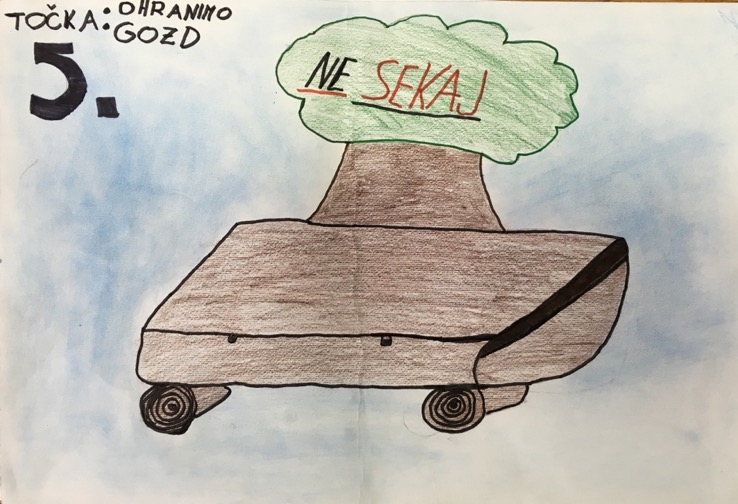 TOČKA: OHRANIMO
GOZD
5.
NE SEKAJ